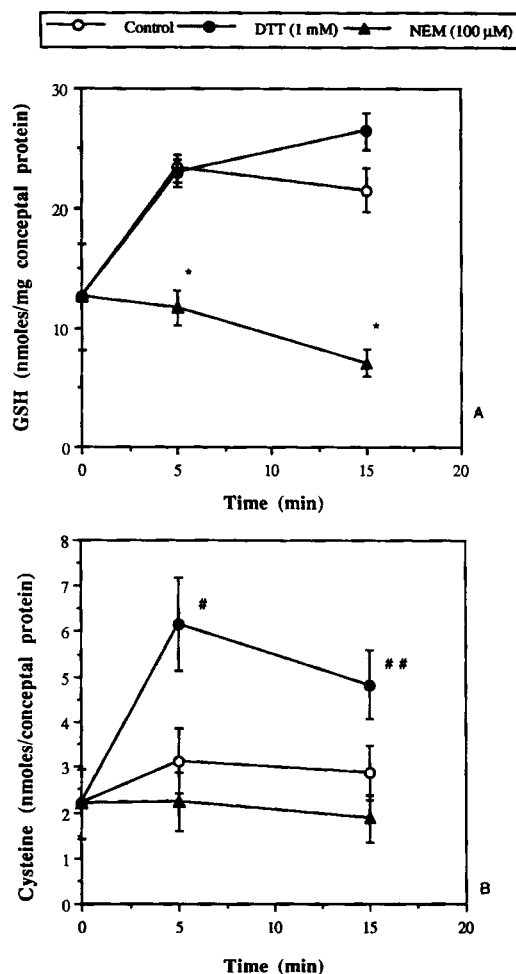 Control DTT (1 mM) NEM (100 µM)
30
20
10
0
GSH (nmoles/mg conceptal protein)
*
*
A
0 5 10 15 20
Time (min)
8
7
6
5
4
3
2
1
0
Cysteine (nmoles/conceptal protein)
#
# #
B
0 5 10 15 20
Time (min)